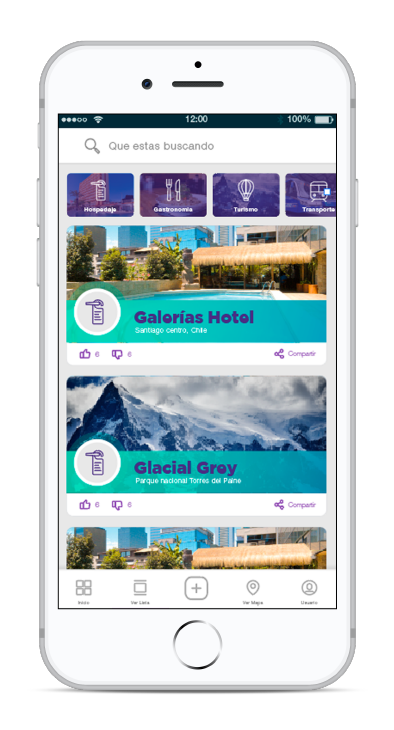 12:00
100%
Que estas buscando
Hospedaje
Gastronomía
Turismo
Transporte
Galerías Hotel
Santiago centro, Chile
6
6
Compartir
Glacial Grey
Parque nacional Torres del Paine
6
6
Compartir
Inicio
Ver Lista
Ver Mapa
Usuario